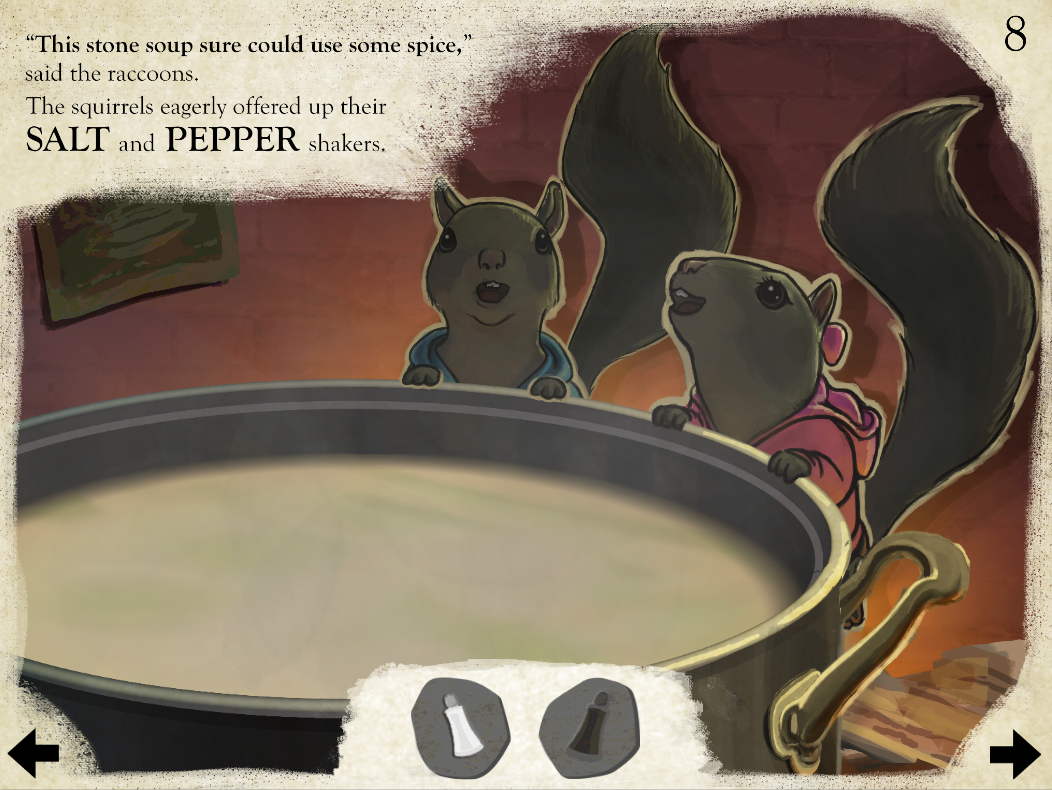 “This stone soup sure could use some spice,”
said the raccoons.
The squirrels eagerly offered up their
SALT and PEPPER shakers.
8